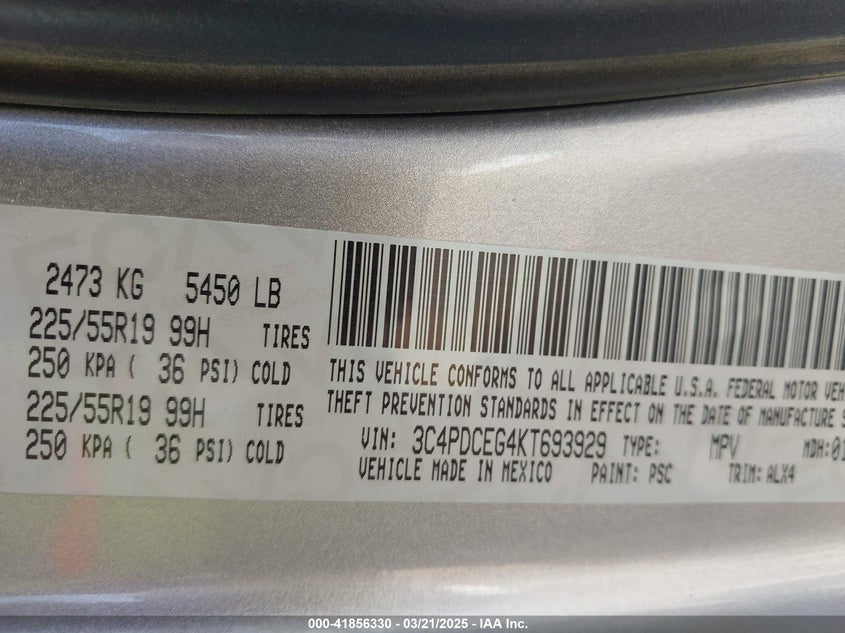 2473 KG 5450 LB
225/55R19 99H TIRES
250 KPA ( 36 PSI) COLD
225/55R19 99H TIRES
250 KPA ( 36 PSI) COLD
THIS VEHICLE CONFORMS TO ALL APPLICABLE U.S.A. FEDERAL MOTOR VEH
THEFT PREVENTION STANDARDS IN EFFECT ON THE DATE OF MANUFACTURE S
VIN: 3C4PDCEG4KT693929 TYPE: MPV MDH:01
VEHICLE MADE IN MEXICO PAINT: PSC TRIM: ALX4
000-41856330 — 03/21/2025 — IAA Inc.